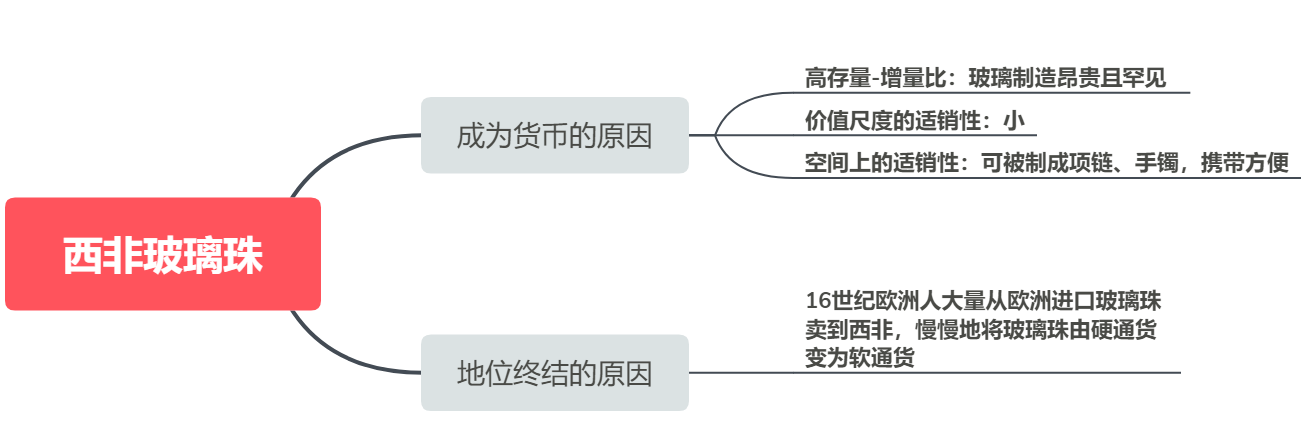 西非玻璃珠
成为货币的原因
高存量-增量比：玻璃制造昂贵且罕见
价值尺度的适销性：小
空间上的适销性：可被制成项链、手镯，携带方便
地位终结的原因
16世纪欧洲人大量从欧洲进口玻璃珠
卖到西非，慢慢地将玻璃珠由硬通货
变为软通货